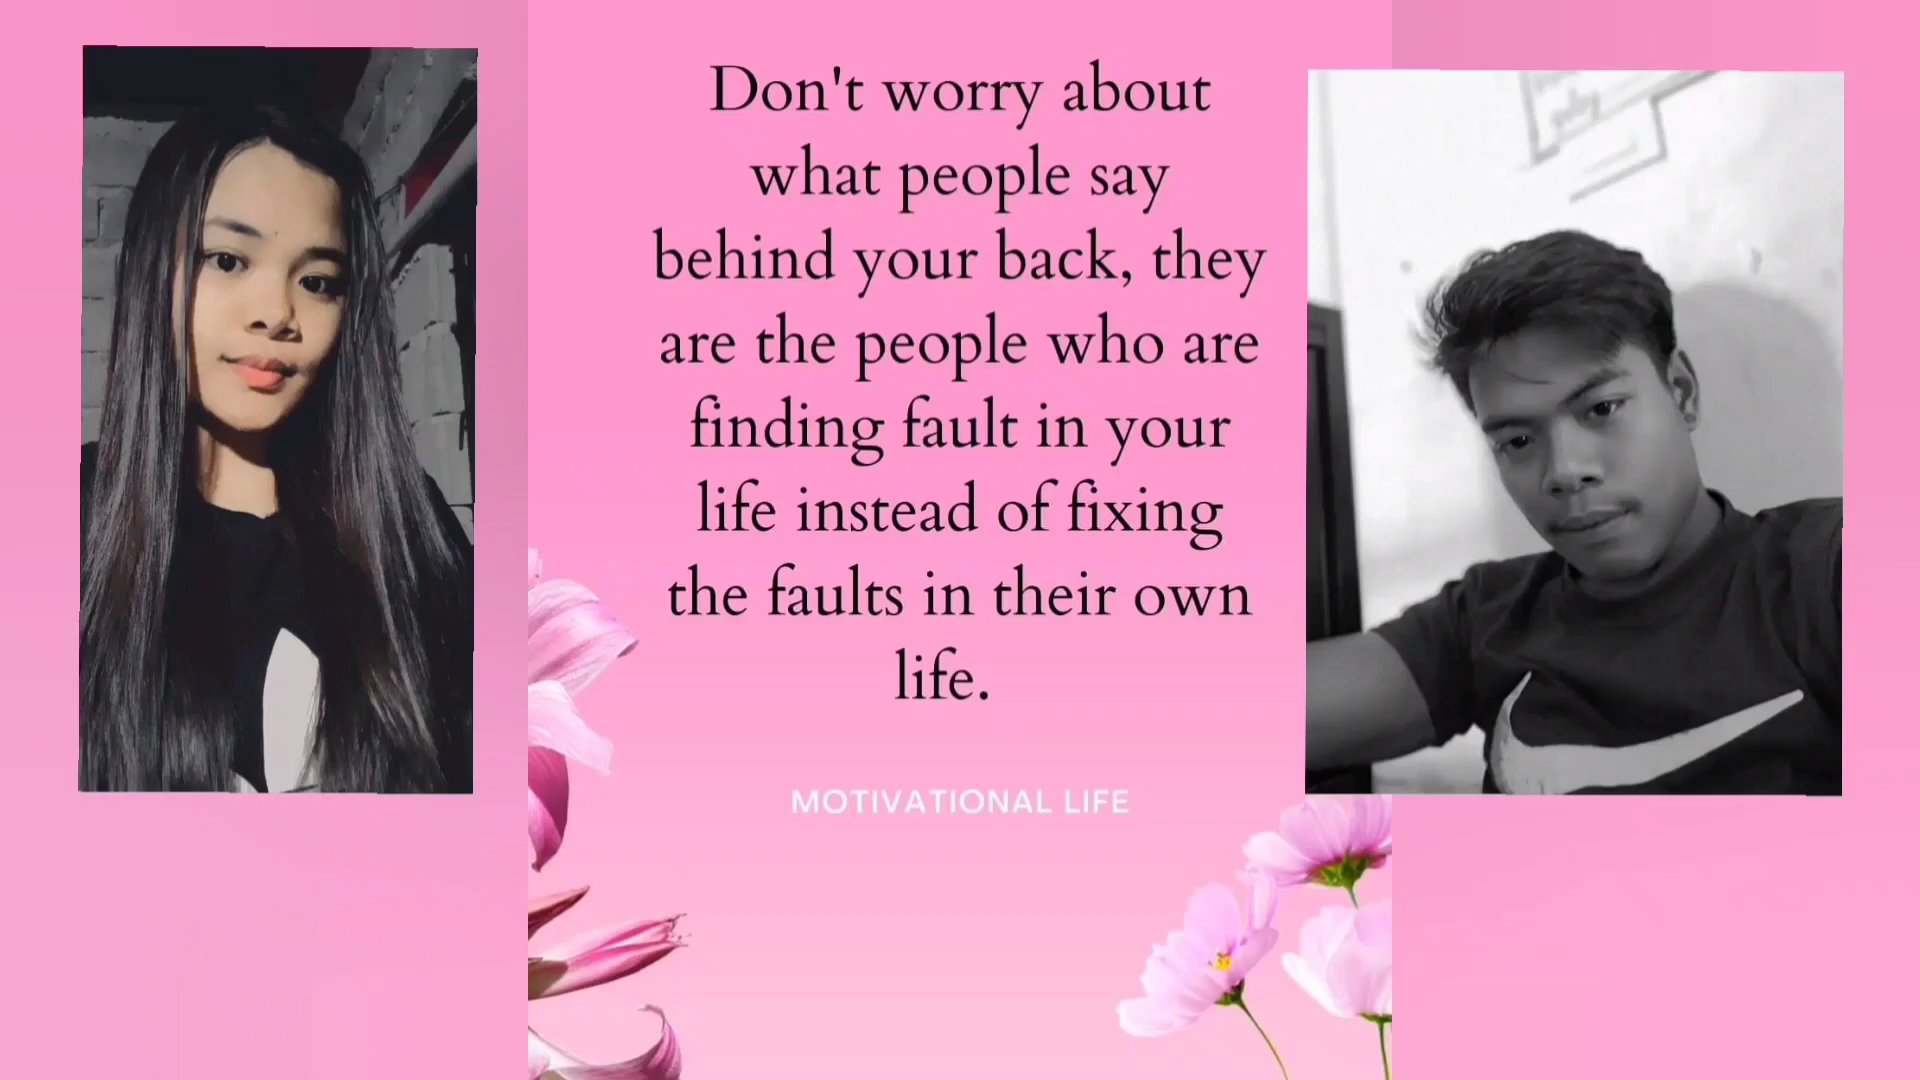 Don't worry about
what people say
behind your back, they
are the people who are
finding fault in your
life instead of fixing
the faults in their own
life.
MOTIVATIONAL LIFE